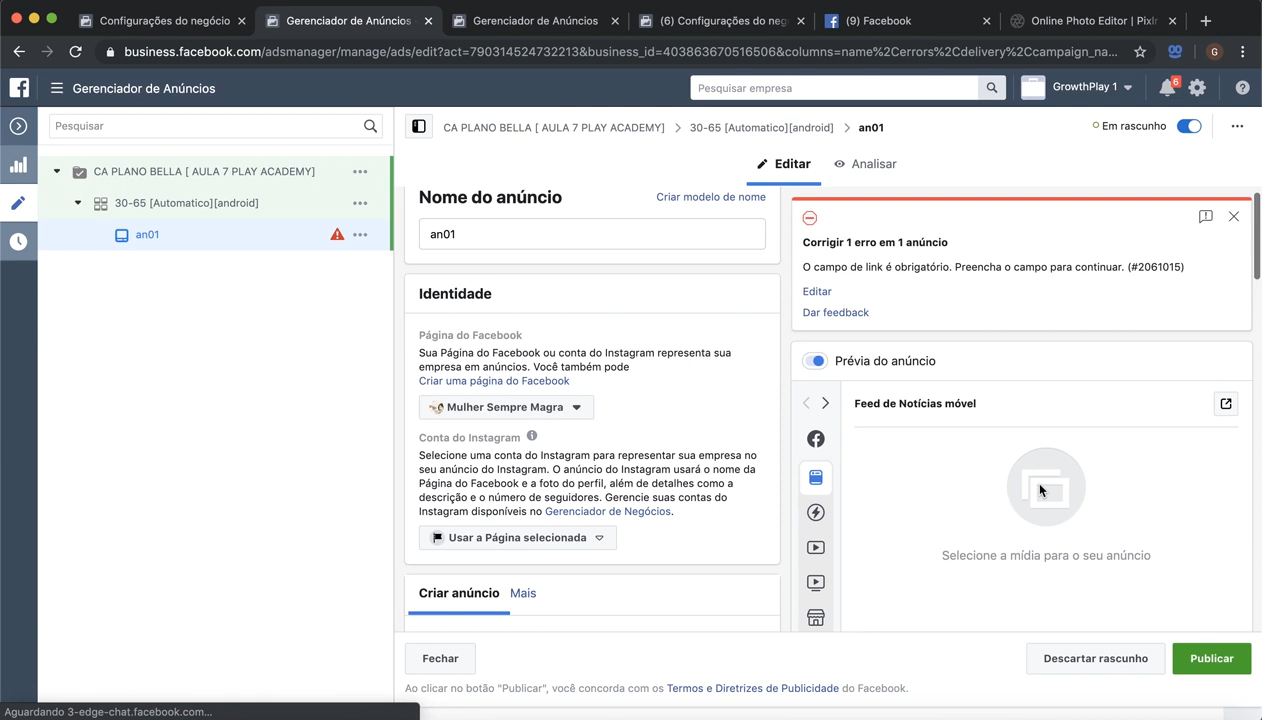 Configurações do negócio
Gerenciador de Anúncios
Gerenciador de Anúncios
(6) Configurações do neg
(9) Facebook
Online Photo Editor | Pixlr
business.facebook.com/adsmanager/manage/ads/edit?act=790314524732213&business_id=403863670516506&columns=name%2Cerrors%2Cdelivery%2Ccampaign_na...
G
Gerenciador de Anúncios
Pesquisar empresa
GrowthPlay 1
6
Pesquisar
CA PLANO BELLA [ AULA 7 PLAY ACADEMY]
30-65 [Automatico][android]
an01
CA PLANO BELLA [ AULA 7 PLAY ACADEMY]
30-65 [Automatico][android]
an01
Em rascunho
Editar
Analisar
Nome do anúncio
Criar modelo de nome
an01
Identidade
Página do Facebook
Sua Página do Facebook ou conta do Instagram representa sua
empresa em anúncios. Você também pode
Criar uma página do Facebook
Mulher Sempre Magra
Conta do Instagram
Selecione uma conta do Instagram para representar sua empresa no
seu anúncio do Instagram. O anúncio do Instagram usará o nome da
Página do Facebook e a foto do perfil, além de detalhes como a
descrição e o número de seguidores. Gerencie suas contas do
Instagram disponíveis no Gerenciador de Negócios.
Usar a Página selecionada
Criar anúncio
Mais
Corrigir 1 erro em 1 anúncio
O campo de link é obrigatório. Preencha o campo para continuar. (#2061015)
Editar
Dar feedback
Prévia do anúncio
Feed de Notícias móvel
Selecione a mídia para o seu anúncio
Fechar
Descartar rascunho
Publicar
Ao clicar no botão "Publicar", você concorda com os Termos e Diretrizes de Publicidade do Facebook.
Aguardando 3-edge-chat.facebook.com...